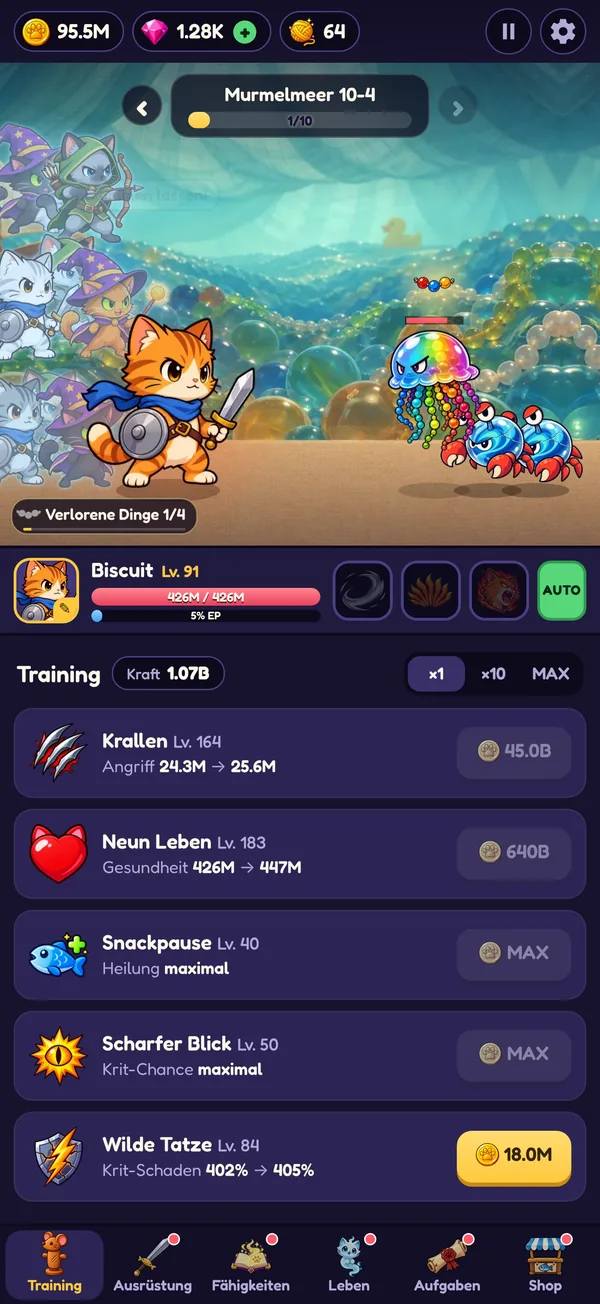 95.5M
1.28K
64
Murmelmeer 10-4
1/10
Verlorene Dinge 1/4
Biscuit Lv. 91
426M / 426M
5% EP
AUTO
Training
Kraft 1.07B
x1
x10
MAX
Krallen Lv. 164
Angriff 24.3M → 25.6M
45.0B
Neun Leben Lv. 183
Gesundheit 426M → 447M
640B
Snackpause Lv. 40
Heilung maximal
MAX
Scharfer Blick Lv. 50
Krit-Chance maximal
MAX
Wilde Tatze Lv. 84
Krit-Schaden 402% → 405%
18.0M
Training
Ausrüstung
Fähigkeiten
Leben
Aufgaben
Shop